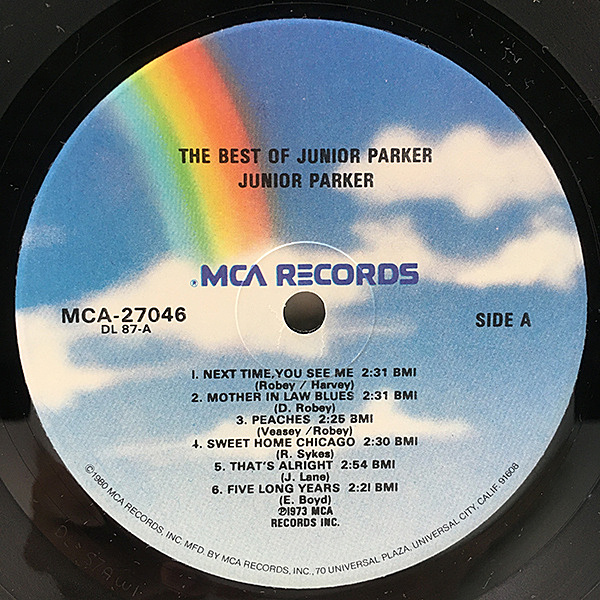 THE BEST OF JUNIOR PARKER
JUNIOR PARKER
®MCA RECORDS
MCA-27046
DL 87-A
SIDE A
1. NEXT TIME, YOU SEE ME 2:31 BMI
(Robey / Harvey)
2. MOTHER IN LAW BLUES 2:31 BMI
(D. Robey)
3. PEACHES 2:25 BMI
(Veasey /Robey)
4. SWEET HOME CHICAGO 2:30 BMI
(R. Sykes)
5. THAT'S ALRIGHT 2:54 BMI
(J. Lane)
6. FIVE LONG YEARS 2:21 BMI
(E. Boyd)
℗1973 MCA
RECORDS INC.
©1980 MCA RECORDS, INC. MFD. BY MCA RECORDS, INC., 70 UNIVERSAL PLAZA, UNIVERSAL CITY, CALIF. 91608